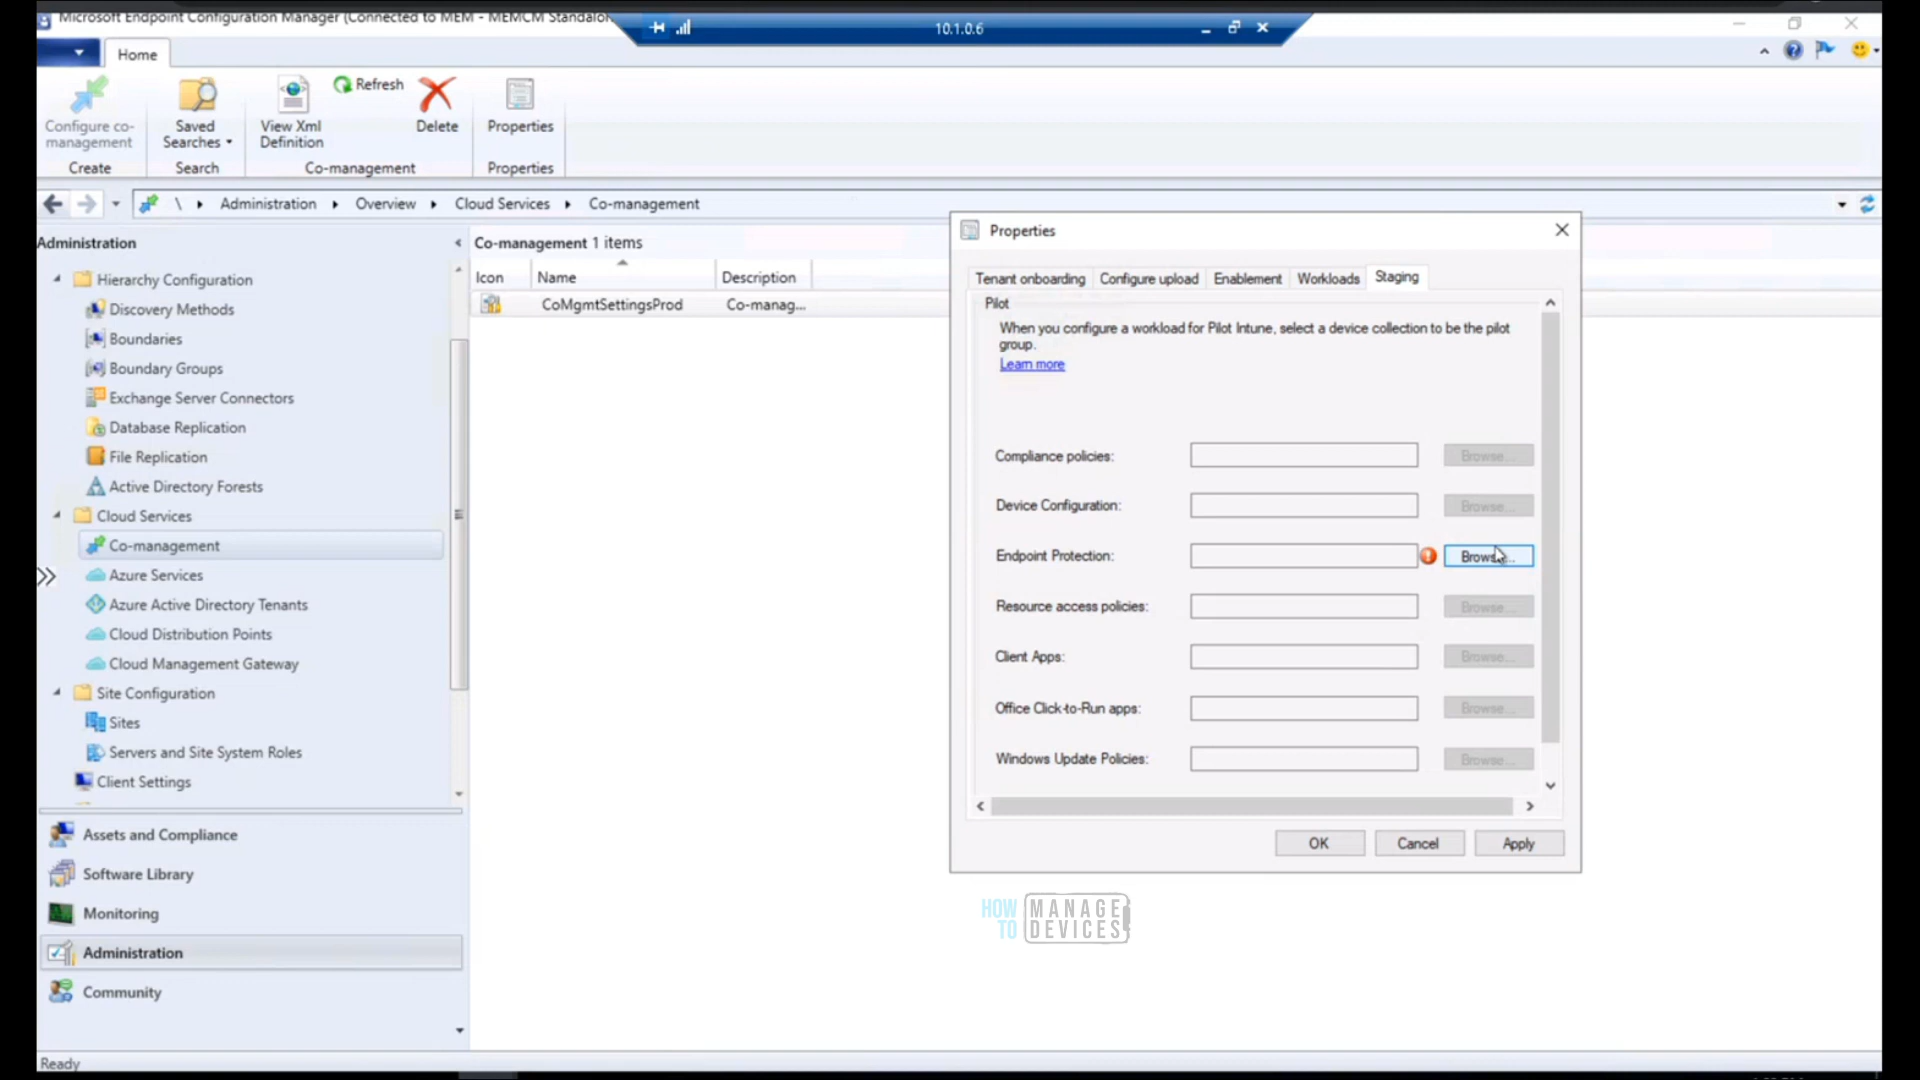 Microsoft Endpoint Configuration Manager (Connected to MEM - MEMCM Standalon
10.1.0.6
Home
Configure co-
management
Create
Saved
Searches
Search
View Xml
Definition
Refresh
Delete
Co-management
Properties
Properties
\ Administration Overview Cloud Services Co-management
Administration
Hierarchy Configuration
Discovery Methods
Boundaries
Boundary Groups
Exchange Server Connectors
Database Replication
File Replication
Active Directory Forests
Cloud Services
Co-management
Azure Services
Azure Active Directory Tenants
Cloud Distribution Points
Cloud Management Gateway
Site Configuration
Sites
Servers and Site System Roles
Client Settings
Assets and Compliance
Software Library
Monitoring
Administration
Community
Ready
Co-management 1 items
Icon Name Description
CoMgmtSettingsProd Co-manag...
Properties
Tenant onboarding Configure upload Enablement Workloads Staging
Pilot
When you configure a workload for Pilot Intune, select a device collection to be the pilot
group.
Learn more
Compliance policies: Browse...
Device Configuration: Browse...
Endpoint Protection: Browse...
Resource access policies: Browse...
Client Apps: Browse...
Office Click-to-Run apps: Browse...
Windows Update Policies: Browse...
OK Cancel Apply
HOW MANAGE
TO DEVICES